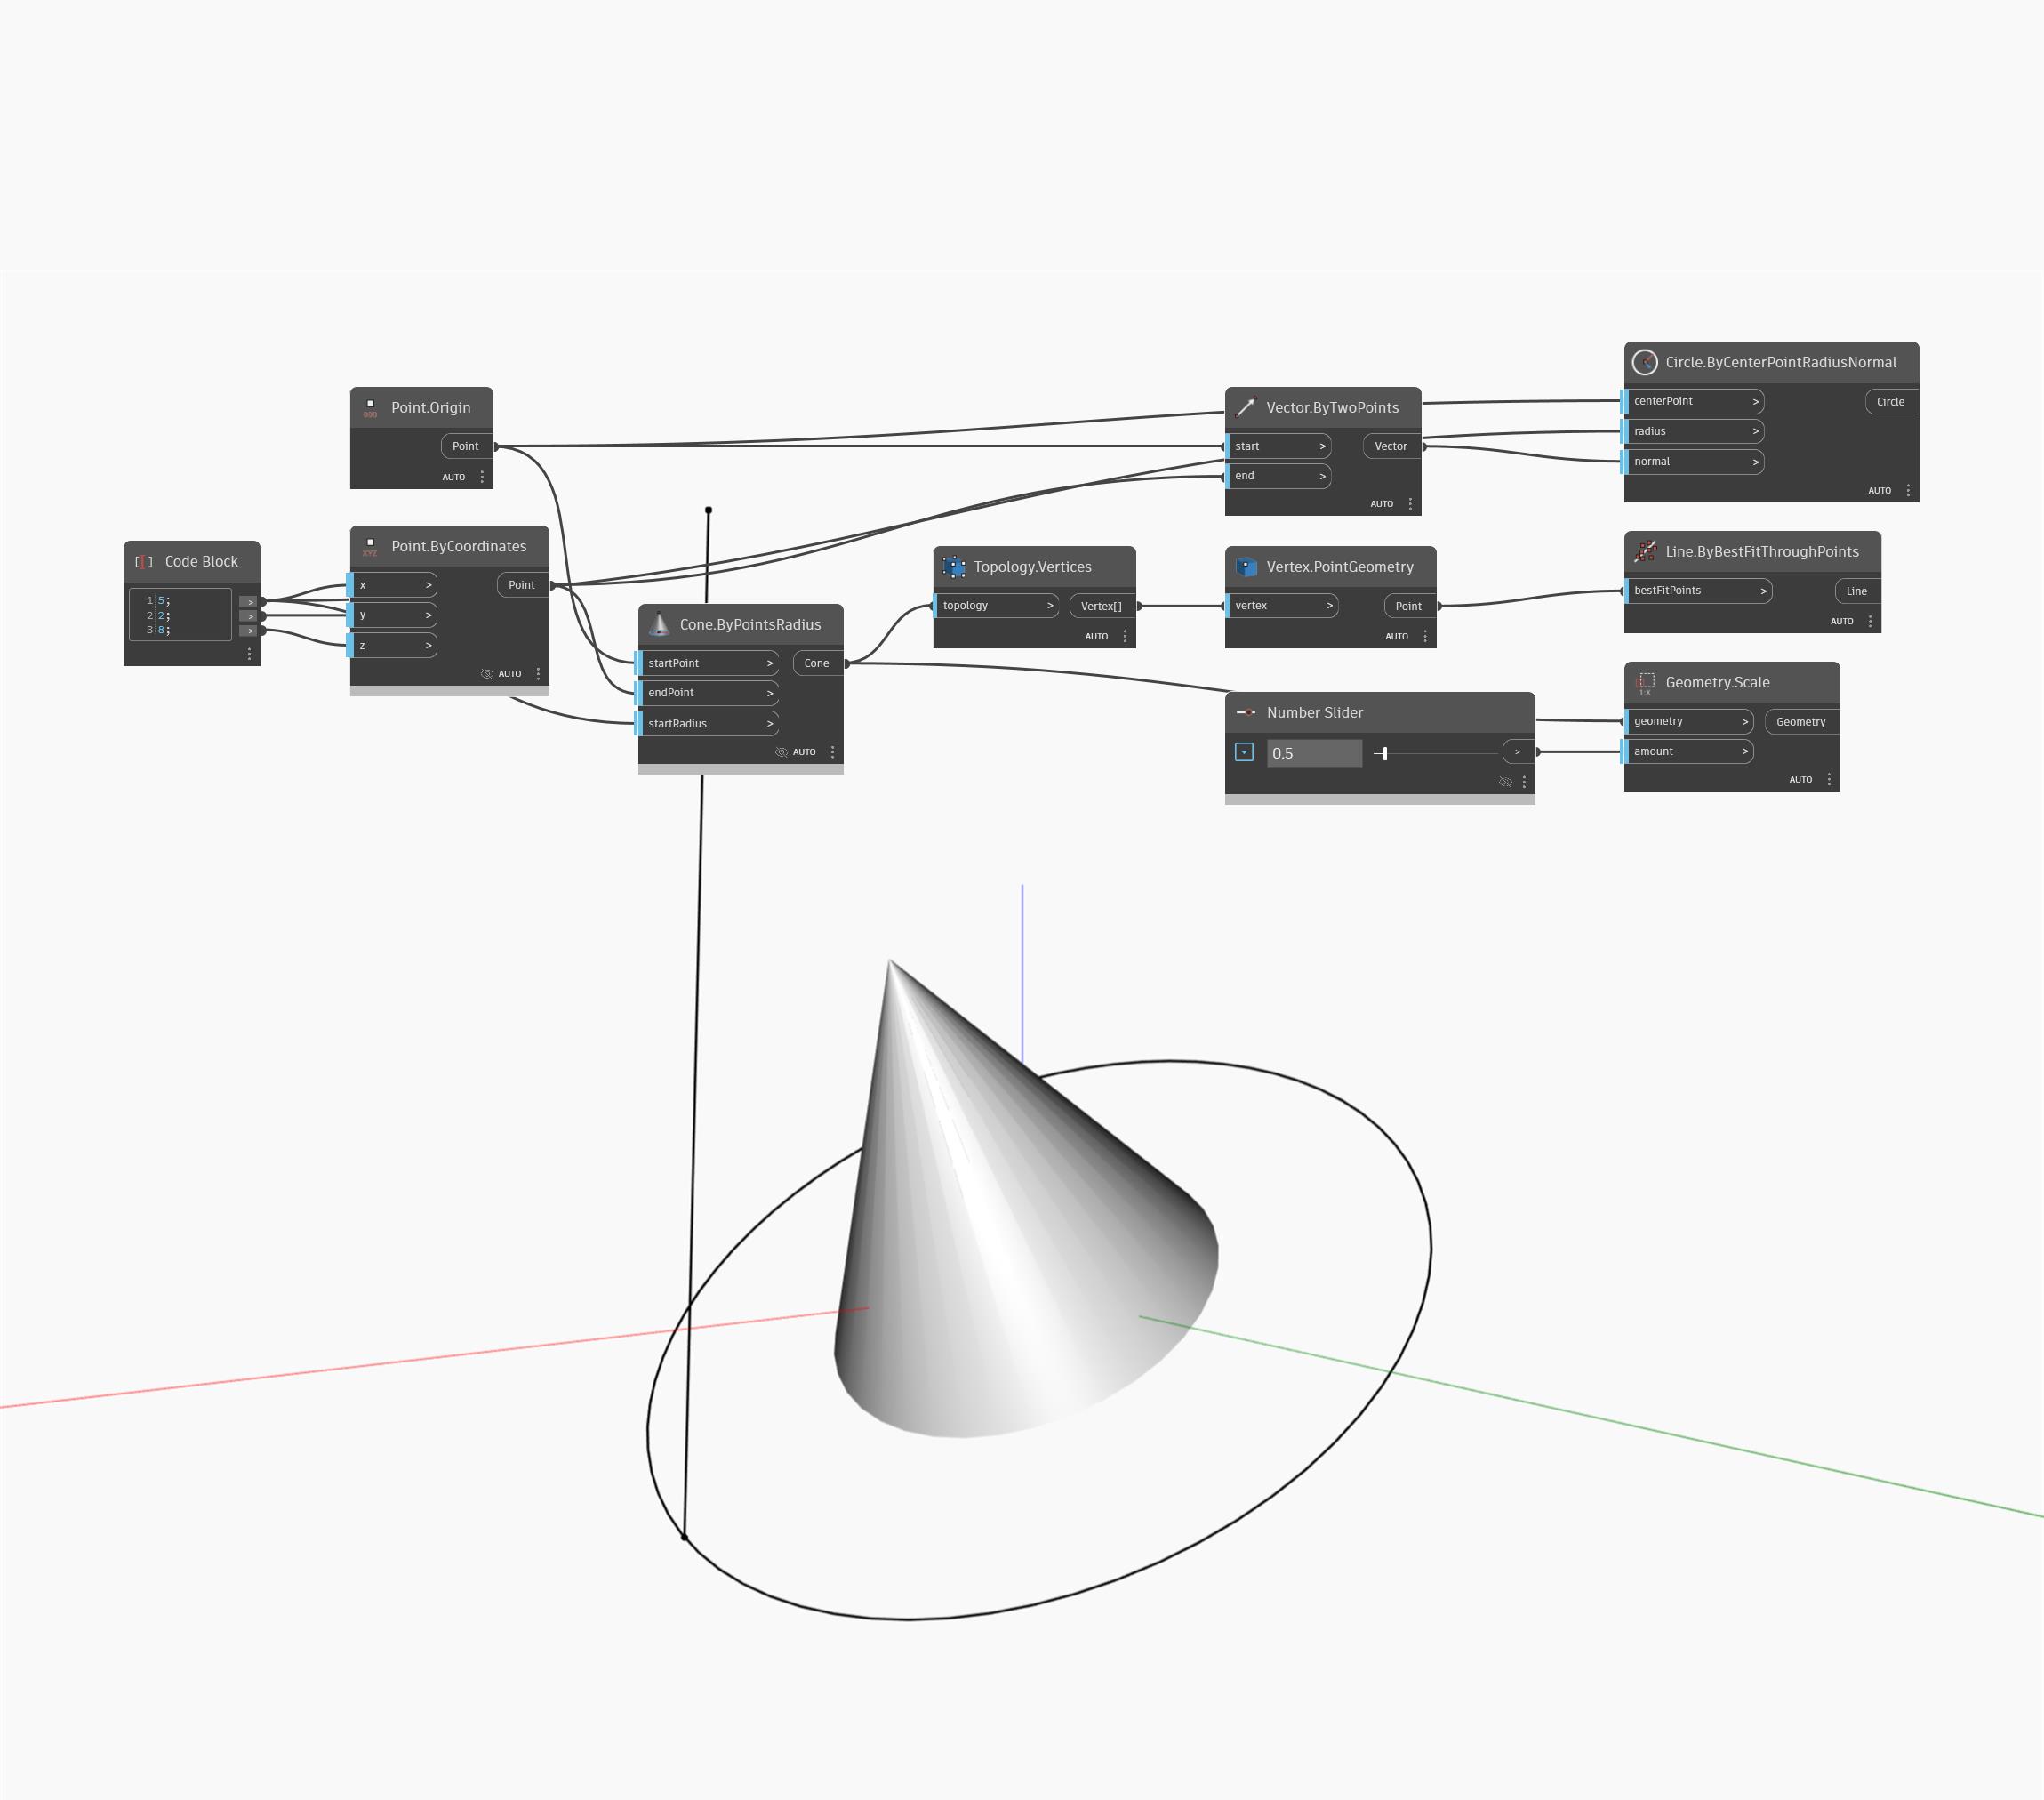 Circle.ByCenterPointRadiusNormal
centerPoint >
Circle
radius >
normal >
AUTO
Point.Origin
000
Point
AUTO
Vector.ByTwoPoints
start >
Vector
end >
AUTO
Code Block
1 5;
2 2;
3 8;
>
>
>
Point.ByCoordinates
XYZ
x >
Point
y >
z >
AUTO
Cone.ByPointsRadius
startPoint >
Cone
endPoint >
startRadius >
AUTO
Topology.Vertices
topology >
Vertex[]
AUTO
Vertex.PointGeometry
vertex >
Point
AUTO
Line.ByBestFitThroughPoints
bestFitPoints >
Line
AUTO
Number Slider
0.5
>
Geometry.Scale
1:X
geometry >
Geometry
amount >
AUTO